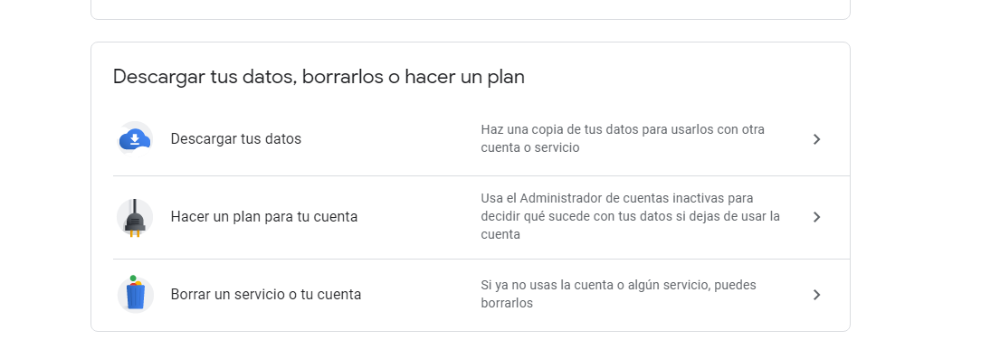 Descargar tus datos, borrarlos o hacer un plan
Descargar tus datos
Haz una copia de tus datos para usarlos con otra
cuenta o servicio
Hacer un plan para tu cuenta
Usa el Administrador de cuentas inactivas para
decidir qué sucede con tus datos si dejas de usar la
cuenta
Borrar un servicio o tu cuenta
Si ya no usas la cuenta o algún servicio, puedes
borrarlos